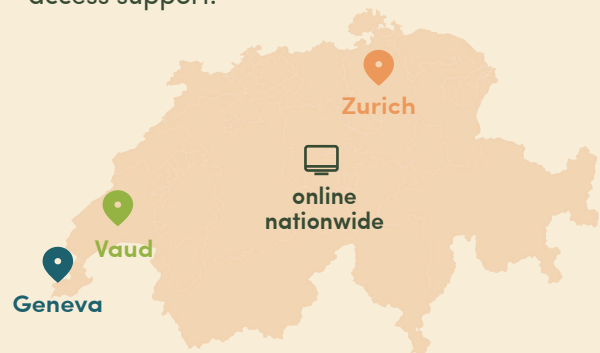 access support.
Zurich
online
nationwide
Vaud
Geneva